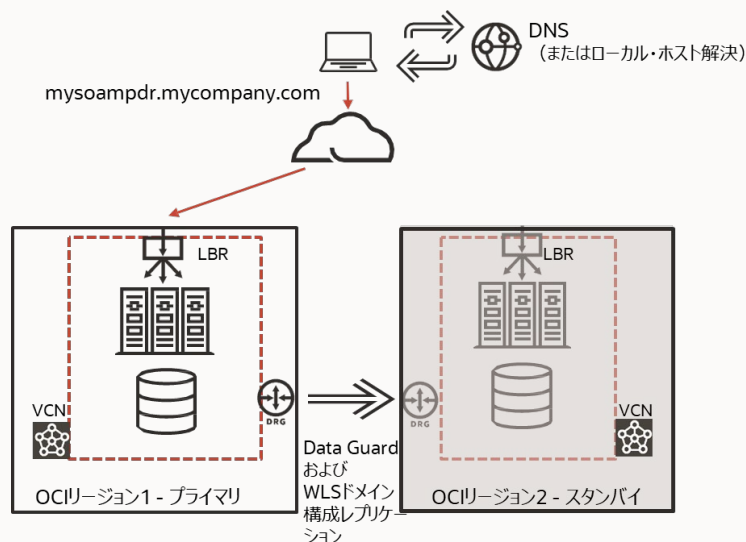 DNS
（またはローカル・ホスト解決）
mysoampdr.mycompany.com
LBR
VCN
DRG
OCIリージョン1 - プライマリ
Data Guard
および
WLSドメイン
構成レプリケー
ション
LBR
DRG
VCN
OCIリージョン2 - スタンバイ